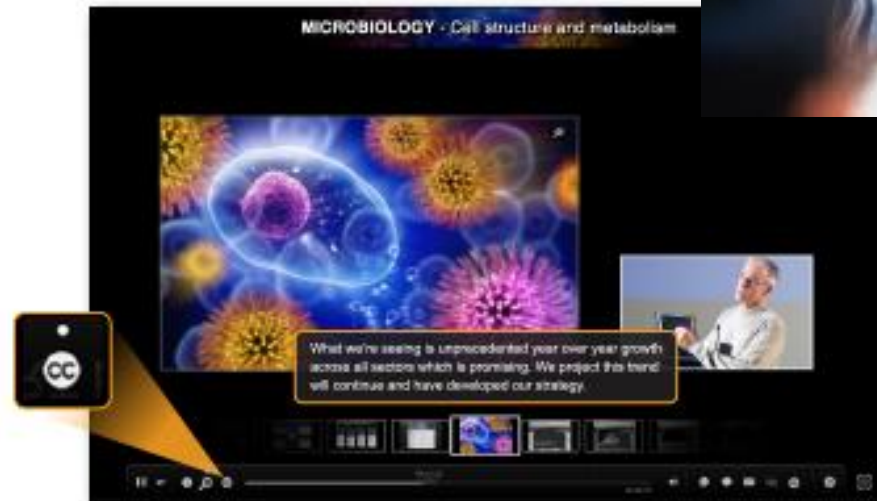 MICROBIOLOGY - Cell structure and metabolism
What we're seeing is unprecedented year over year growth
across all sectors which is promising. We project this trend
will continue and have developed our strategy.
CC